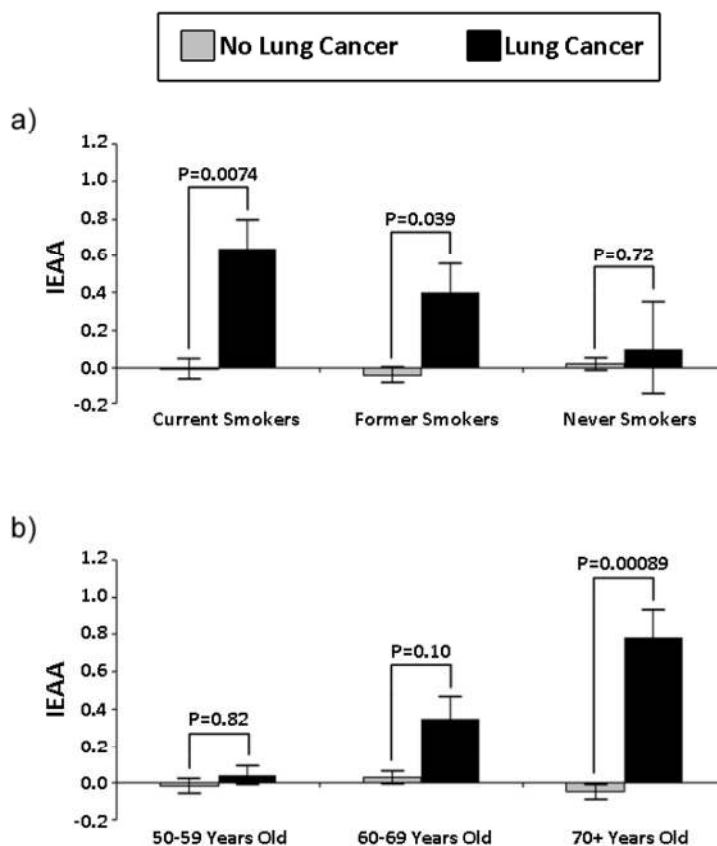 No Lung Cancer Lung Cancer
a)
1.2
1.0
0.8
0.6
0.4
0.2
0.0
-0.2
IEAA
P=0.0074
P=0.039
P=0.72
Current Smokers Former Smokers Never Smokers
b)
1.2
1.0
0.8
0.6
0.4
0.2
0.0
-0.2
IEAA
P=0.82
P=0.10
P=0.00089
50-59 Years Old 60-69 Years Old 70+ Years Old